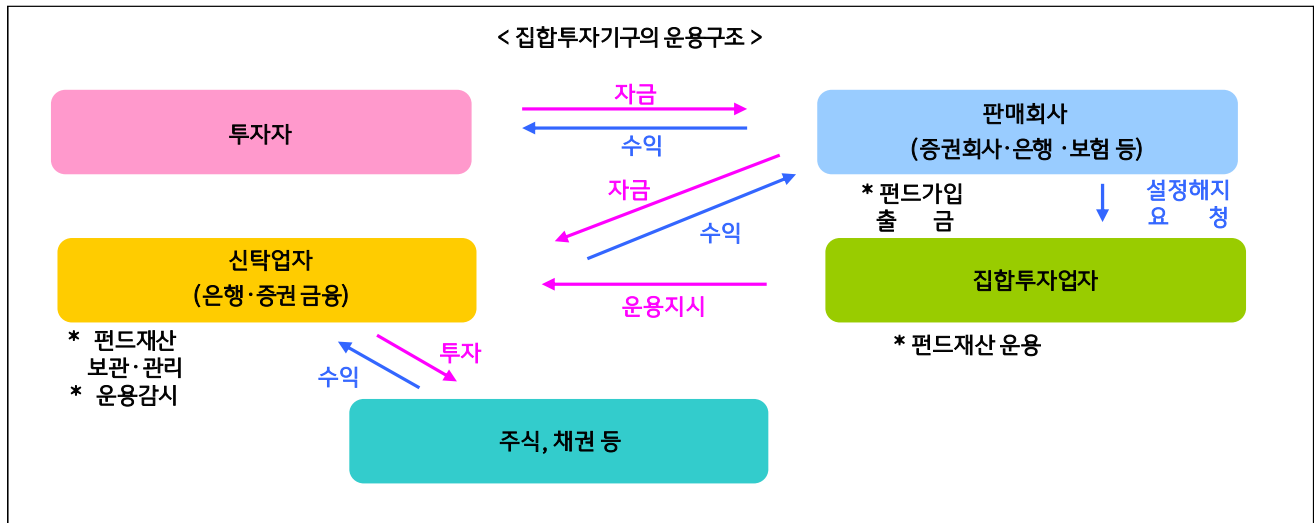 < 집합투자기구의 운용구조 >
투자자
자금
수익
판매회사
(증권회사·은행 ·보험 등)
자금
수익
* 펀드가입
출 금
설정해지
요 청
신탁업자
(은행·증권 금융)
운용지시
집합투자업자
* 펀드재산
보관·관리
* 운용감시
수익
투자
* 펀드재산 운용
주식, 채권 등